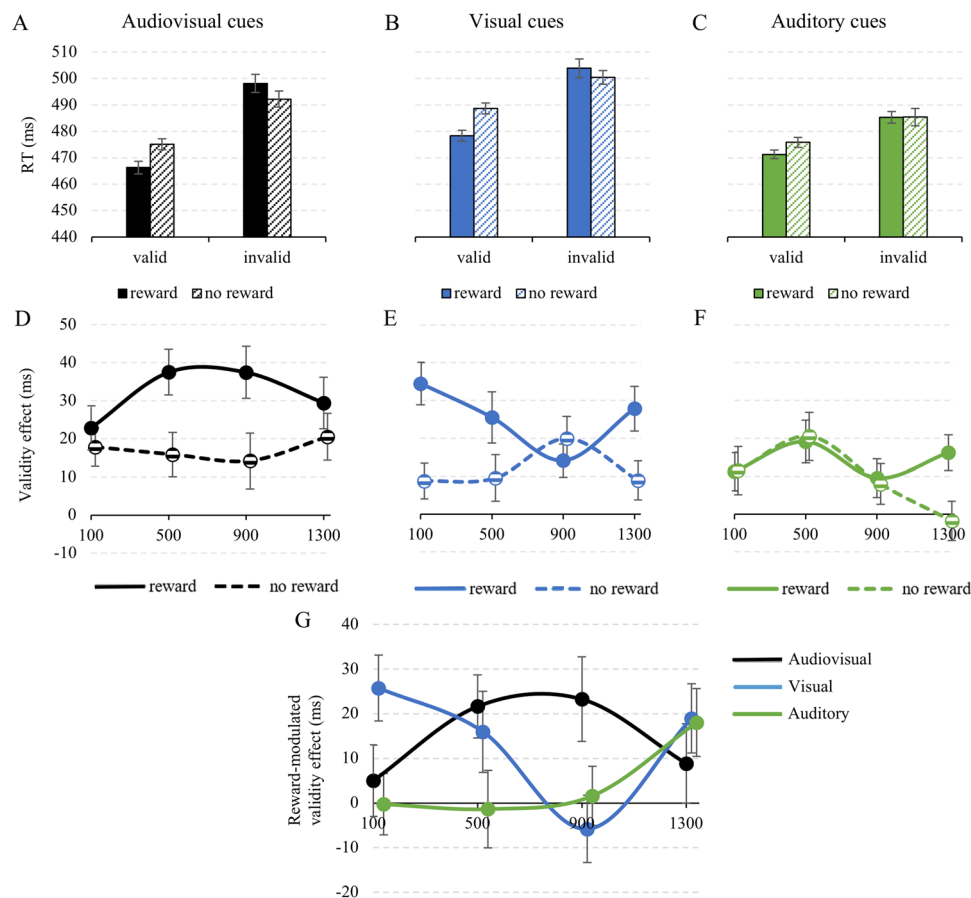 A Audiovisual cues B Visual cues C Auditory cues
RT (ms)
510
500
490
480
470
460
450
440
valid invalid valid invalid valid invalid
reward no reward reward no reward reward no reward
D E F
Validity effect (ms)
50
40
30
20
10
0
-10
100 500 900 1300 100 500 900 1300 100 500 900 1300
reward no reward reward no reward reward no reward
G
Reward-modulated
validity effect (ms)
40
30
20
10
0
-10
-20
100 500 900 1300
Audiovisual
Visual
Auditory